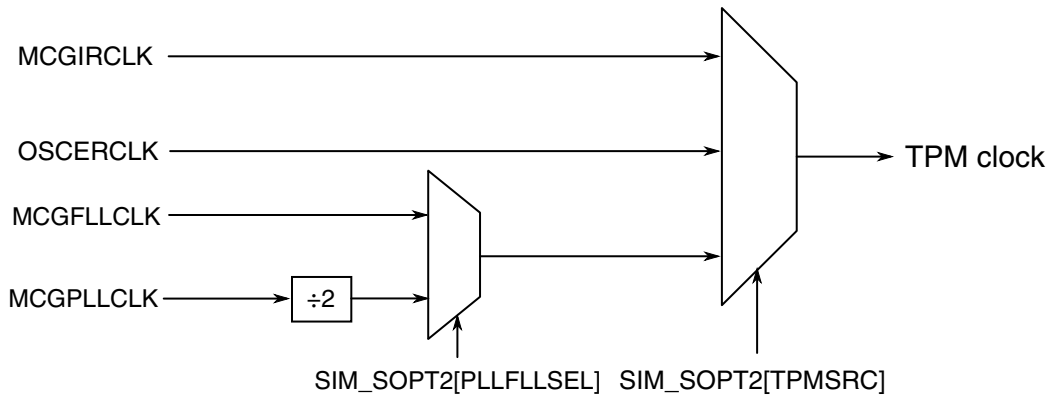 MCGIRCLK
OSCERCLK
TPM clock
MCGFLLCLK
MCGPLLCLK
÷2
SIM_SOPT2[PLLFLLSEL]
SIM_SOPT2[TPMSRC]